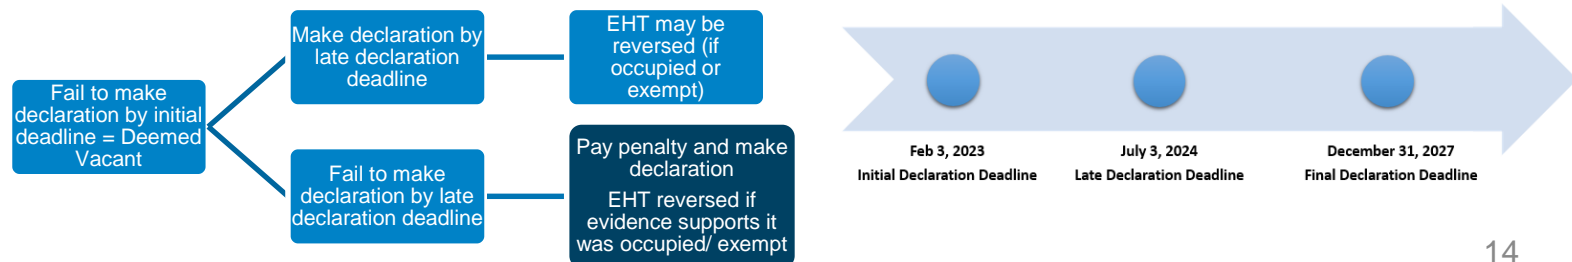 Fail to make
declaration by initial
deadline = Deemed
Vacant
Make declaration by
late declaration
deadline
EHT may be
reversed (if
occupied or
exempt)
Fail to make
declaration by late
declaration deadline
Pay penalty and make
declaration
EHT reversed if
evidence supports it
was occupied/ exempt
Feb 3, 2023
Initial Declaration Deadline
July 3, 2024
Late Declaration Deadline
December 31, 2027
Final Declaration Deadline
14